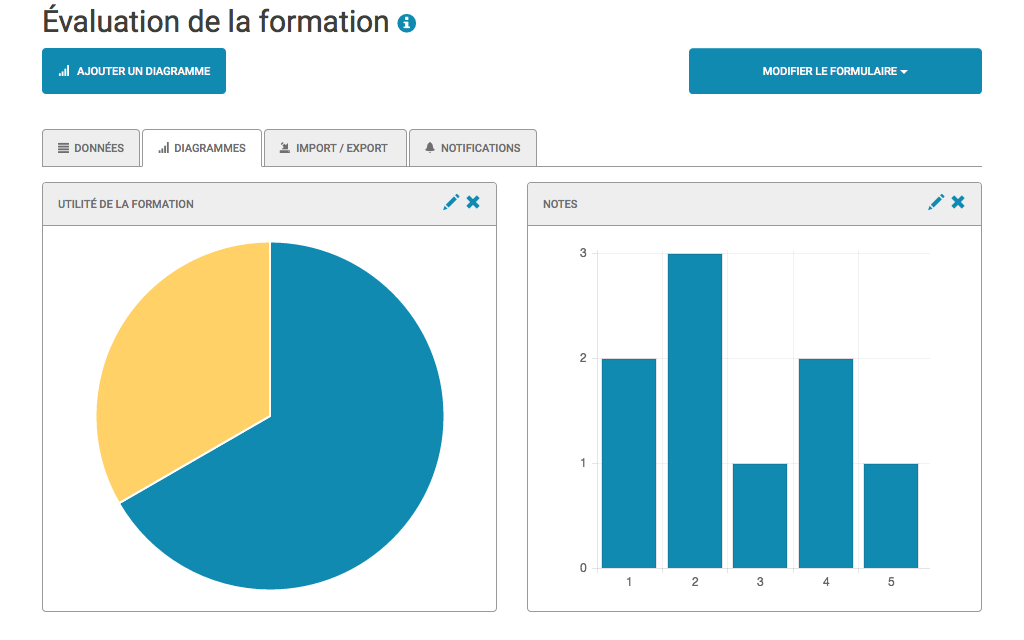 Évaluation de la formation
AJOUTER UN DIAGRAMME
MODIFIER LE FORMULAIRE
DONNÉES
DIAGRAMMES
IMPORT / EXPORT
NOTIFICATIONS
UTILITÉ DE LA FORMATION
NOTES
3
2
1
0
1 2 3 4 5